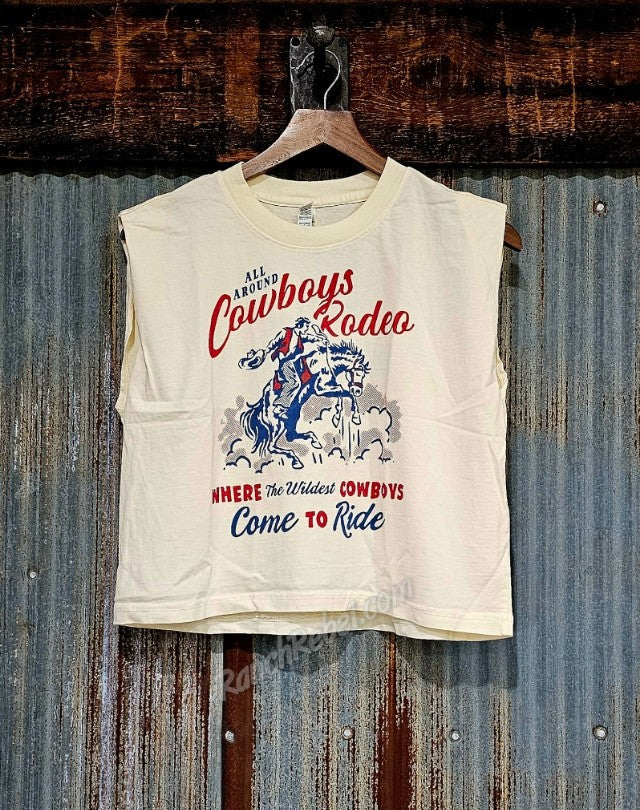 ALL
AROUND
Cowboys
Rodeo
WHERE The Wildest COWBOYS
Come TO Ride
RanchRebel.com